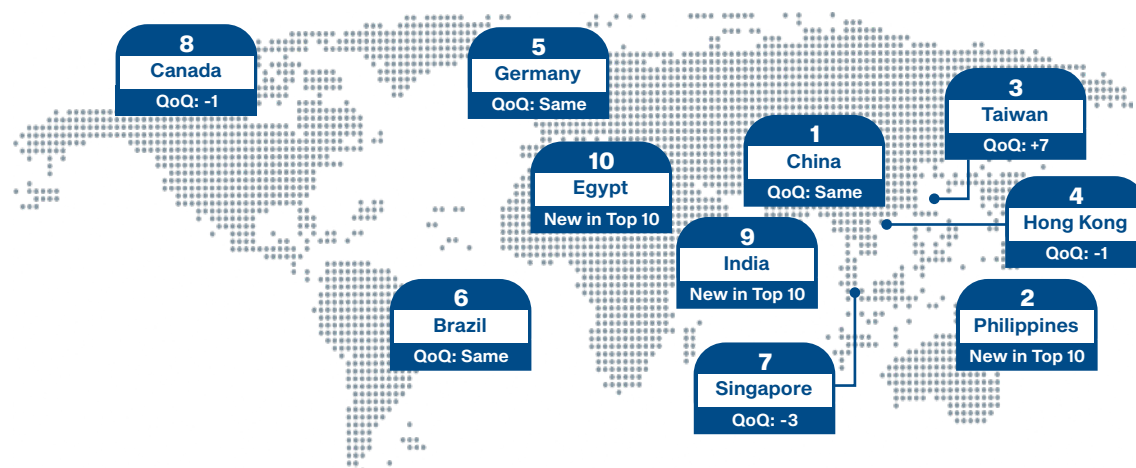 8
Canada
QoQ: -1
5
Germany
QoQ: Same
3
Taiwan
QoQ: +7
1
China
QoQ: Same
10
Egypt
New in Top 10
4
Hong Kong
QoQ: -1
9
India
New in Top 10
6
Brazil
QoQ: Same
2
Philippines
New in Top 10
7
Singapore
QoQ: -3